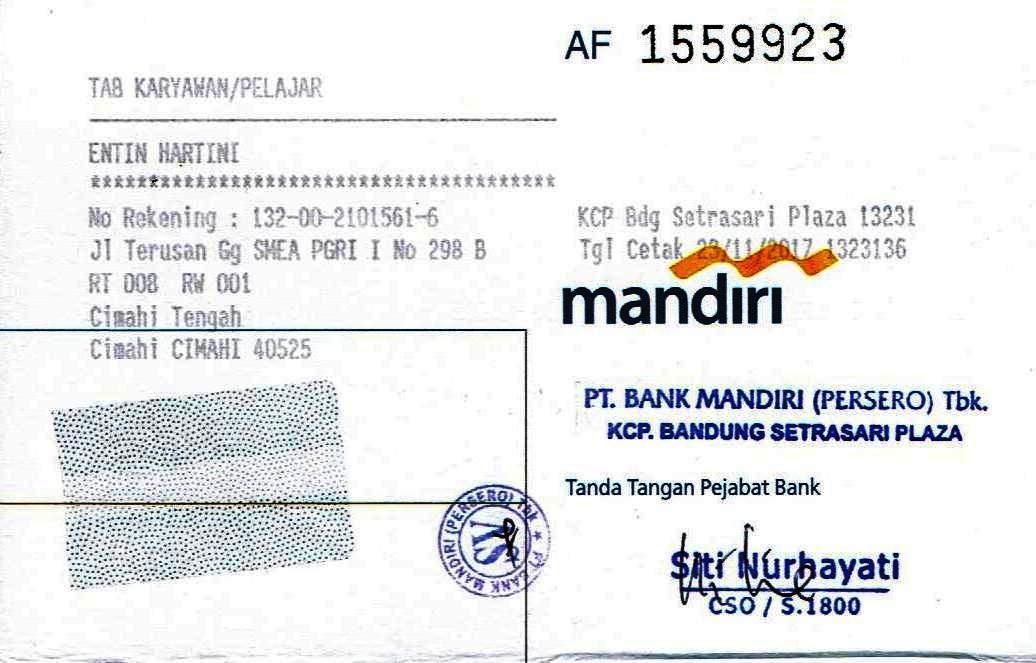 AF 1559923
TAB KARYAWAN/PELAJAR
ENTIN HARTINI
****************************************
No Rekening : 132-00-2101561-6
Jl Terusan Gg SMEA PGRI I No 298 B
RT 008 RW 001
Cimahi Tengah
Cimahi CIMAHI 40525
KCP Bdg Setrasari Plaza 13231
Tgl Cetak 23/11/2017 1323136
mandiri
PT. BANK MANDIRI (PERSERO) Tbk.
KCP. BANDUNG SETRASARI PLAZA
Tanda Tangan Pejabat Bank
Siti Nurhayati
CSO / S.1800
PT. BANK MANDIRI (PERSERO) Tbk